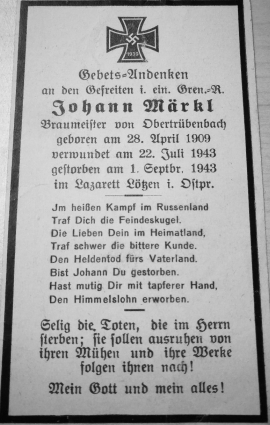 1939
Gebets-Andenken
an den Gefreiten i. ein. Gren.-R.
Johann Märkl
Braumeister von Obertrübenbach
geboren am 28. April 1909
verwundet am 22. Juli 1943
gestorben am 1. Septbr. 1943
im Lazarett Lötzen i. Ostpr.
Jm heißen Kampf im Russenland
Traf Dich die Feindeskugel.
Die Lieben Dein im Heimatland,
Traf schwer die bittere Kunde.
Den Heldentod fürs Vaterland.
Bist Johann Du gestorben.
Hast mutig Dir mit tapferer Hand,
Den Himmelslohn erworben.
Selig die Toten, die im Herrn
sterben; sie sollen ausruhen von
ihren Mühen und ihre Werke
folgen ihnen nach!
Mein Gott und mein alles!